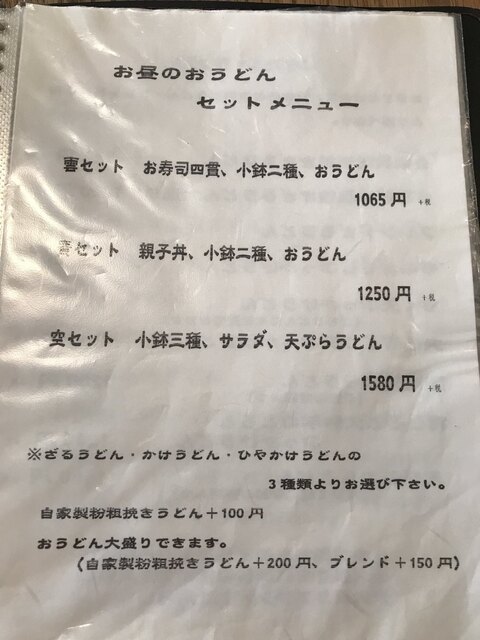 お昼のおうどん
セットメニュー
セット お寿司四貫、小鉢二種、おうどん
1065円 +税
セット 親子丼、小鉢二種、おうどん
1250円 +税
空セット 小鉢三種、サラダ、天ぷらうどん
1580円 +税
※ざるうどん・かけうどん・ひやかけうどんの
3種類よりお選び下さい。
自家製粉粗挽きうどん+100円
おうどん大盛りできます。
(自家製粉粗挽きうどん+200円、ブレンド+150円)